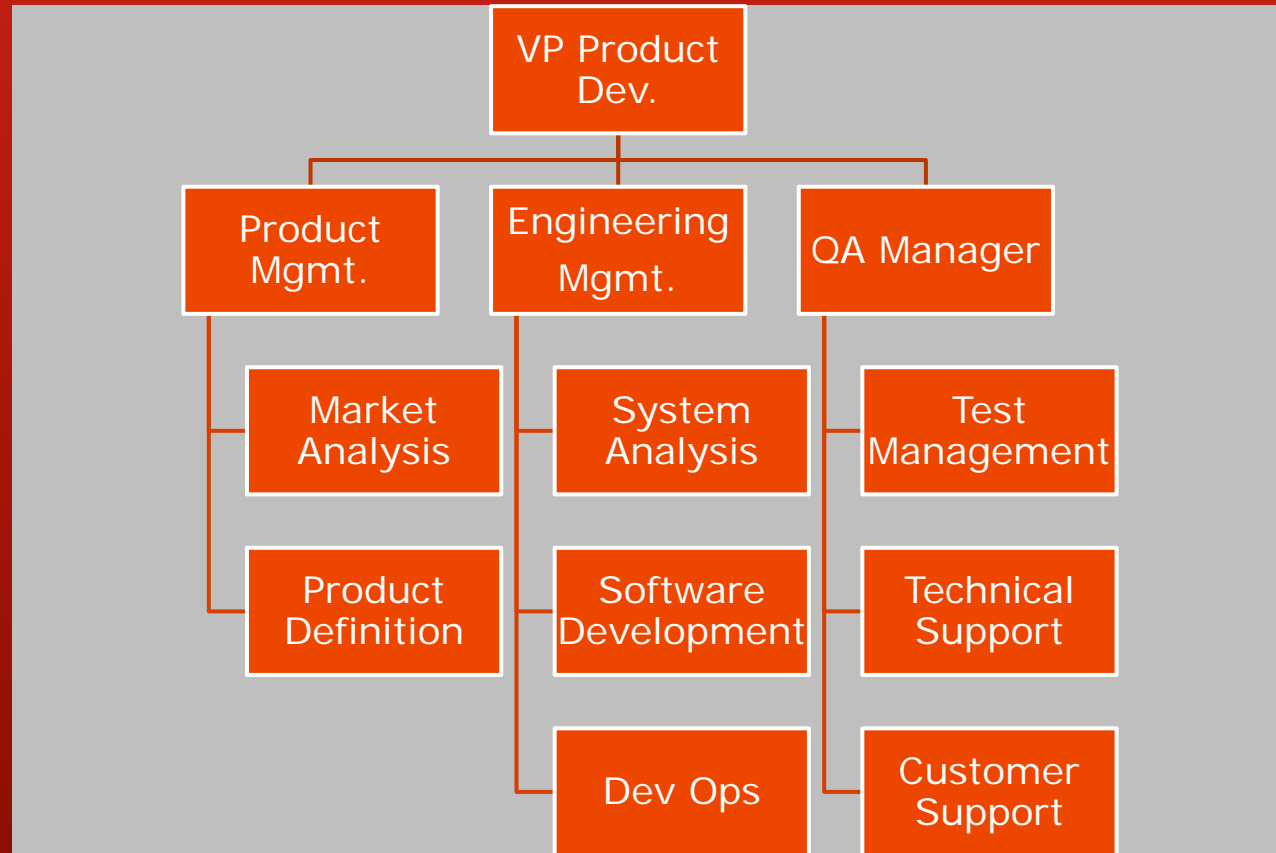 VP Product
Dev.
Product
Mgmt.
Engineering
Mgmt.
QA Manager
Market
Analysis
System
Analysis
Test
Management
Product
Definition
Software
Development
Technical
Support
Dev Ops
Customer
Support